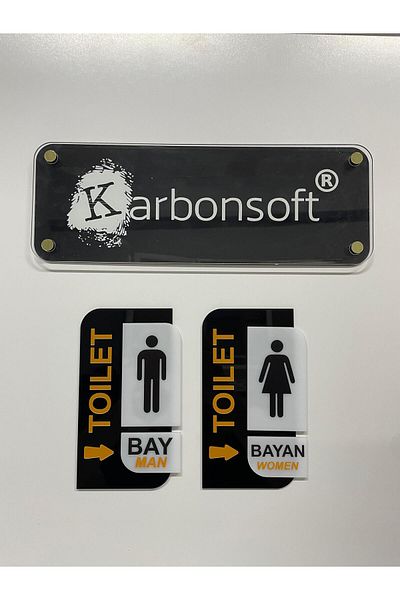 Karbonsoft®
TOILET
BAY
MAN
TOILET
BAYAN
WOMEN